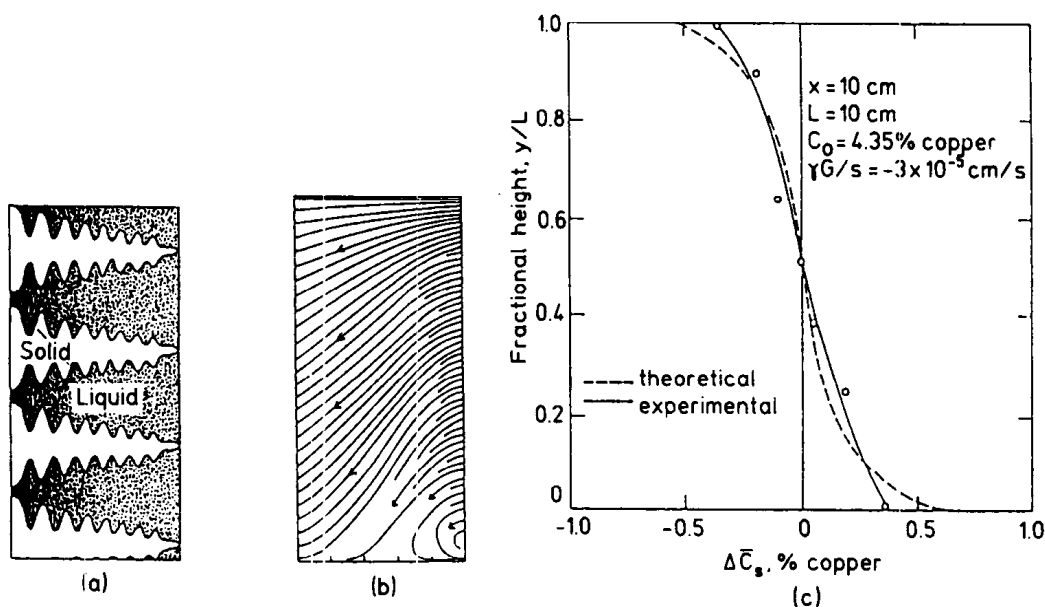 Solid
Liquid
(a)
(b)
Fractional height, y/L
1.0
0.8
0.6
0.4
0.2
0
-1.0
-0.5
0
0.5
1.0
x = 10 cm
L = 10 cm
C₀ = 4.35% copper
γG/s = -3 x 10⁻⁵ cm/s
theoretical
experimental
ΔC̅ₛ, % copper
(c)